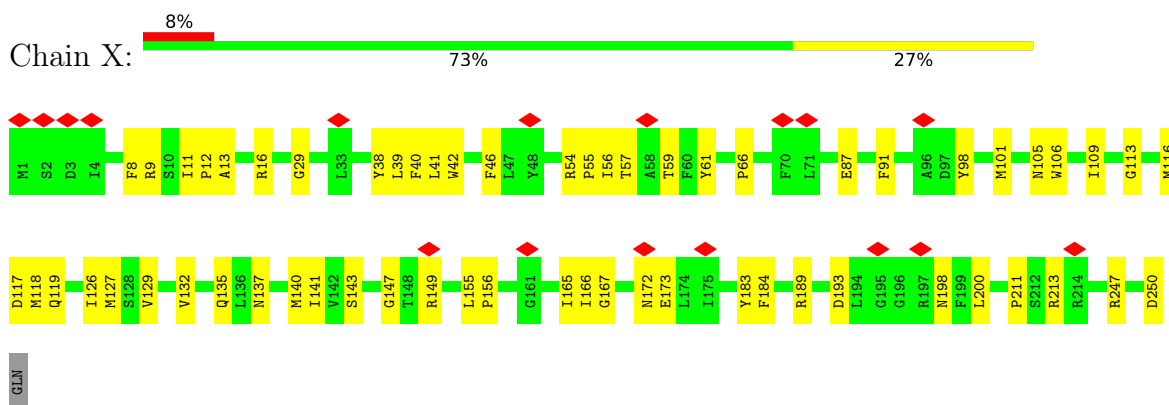 8%
Chain X:
73% 27%
M1 S2 D3 I4 F8 R9 S10 I11 P12 A13 R16 G29 L33 Y38 L39 F40 L41 W42 F46 L47 Y48 R54 P55 I56 T57 A58 T59 F60 Y61 P66 F70 L71 E87 F91 A96 D97 Y98 M101 N105 W106 I109 G113 M116
D117 M118 Q119 I126 M127 S128 V129 V132 Q135 L136 N137 M140 I141 V142 S143 G147 T148 R149 L155 P156 G161 I165 I166 G167 N172 E173 L174 I175 Y183 F184 R189 D193 L194 G195 G196 R197 N198 F199 L200 P211 S212 R213 R214 R247 D250
GLN